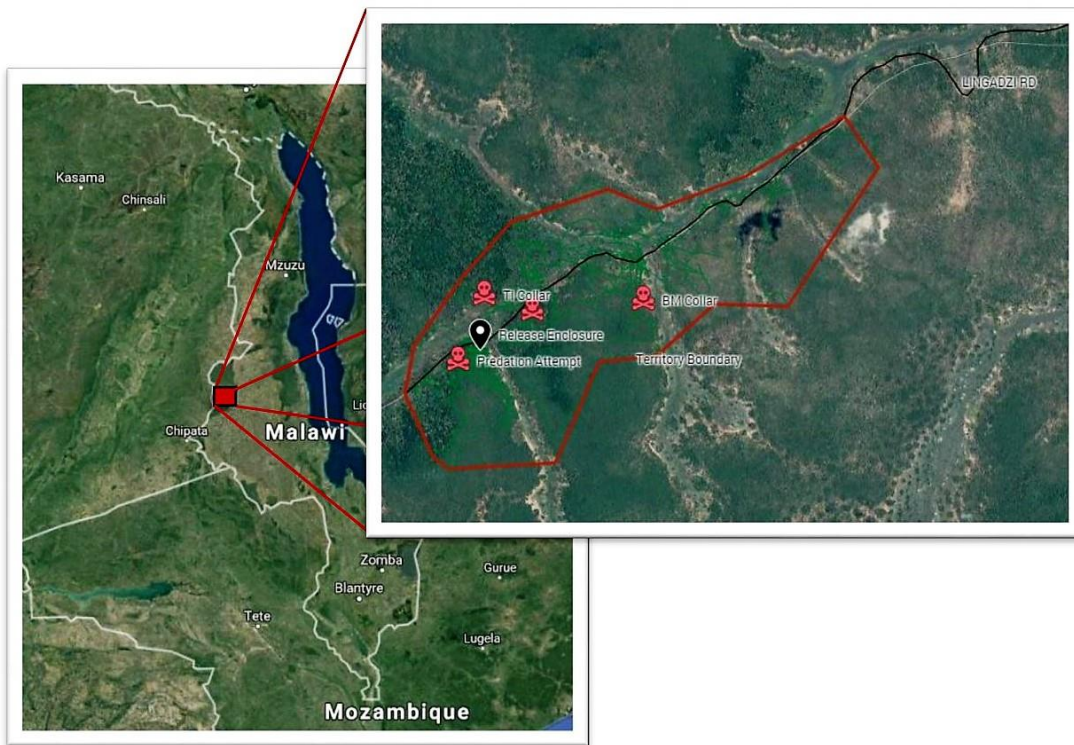 Kasama
Chinsali
Mzuzu
Chipata
Malawi
Zomba
Blantyre
Gurue
Tete
Lugela
Mozambique
LINGADZI RD
TI Collar
BM Collar
Release Enclosure
Predation Attempt
Territory Boundary